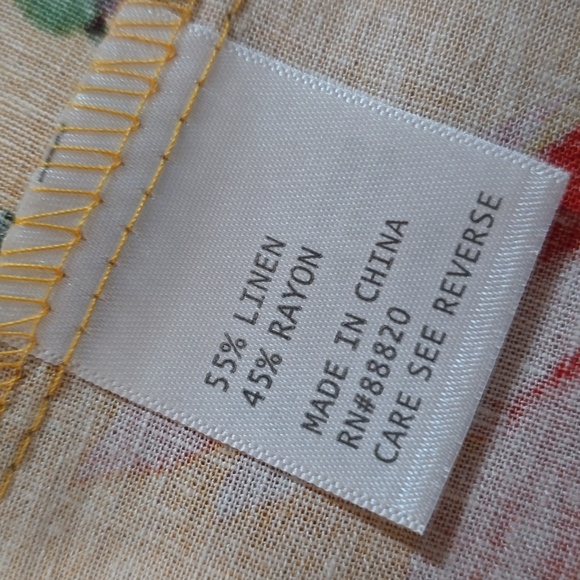 55% LINEN
45% RAYON
MADE IN CHINA
RN#88820
CARE SEE REVERSE